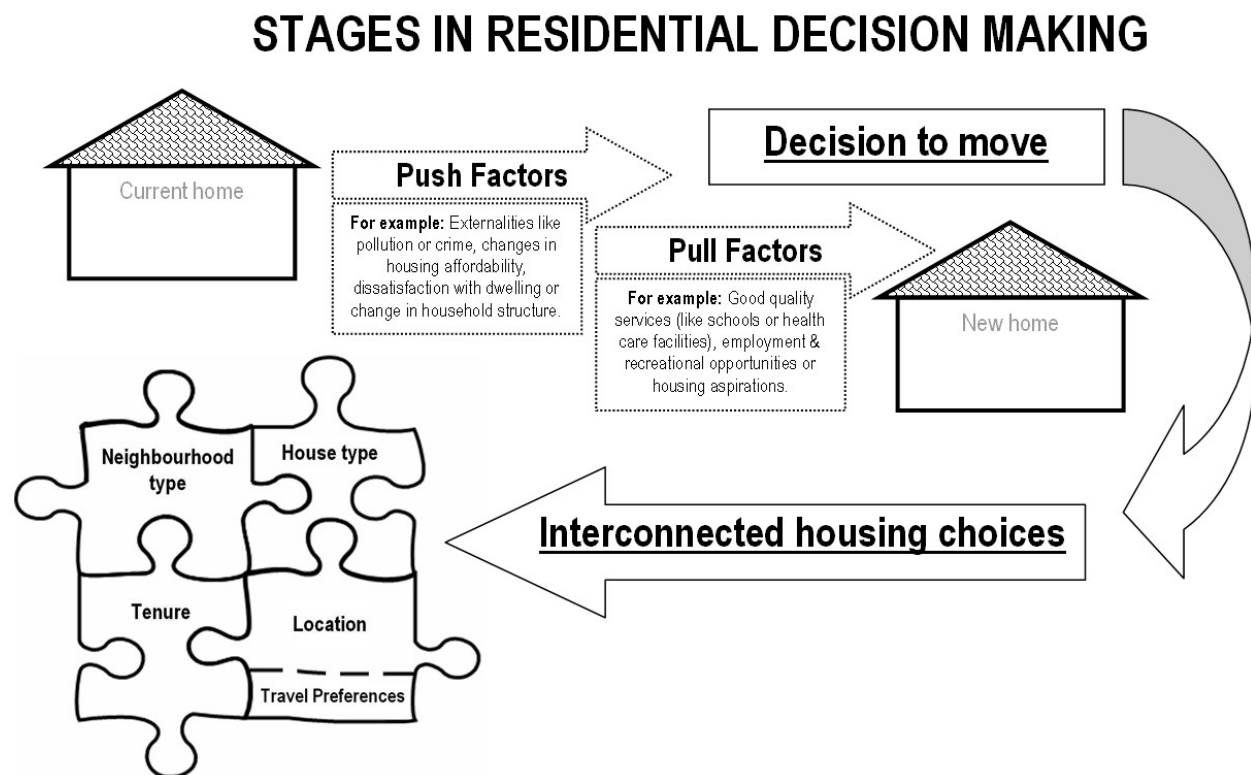 STAGES IN RESIDENTIAL DECISION MAKING
Current home
Push Factors
For example: Externalities like
pollution or crime, changes in
housing affordability,
dissatisfaction with dwelling or
change in household structure.
Decision to move
Pull Factors
For example: Good quality
services (like schools or health
care facilities), employment &
recreational opportunities or
housing aspirations.
New home
Interconnected housing choices
Neighbourhood
type
House type
Tenure
Location
Travel Preferences